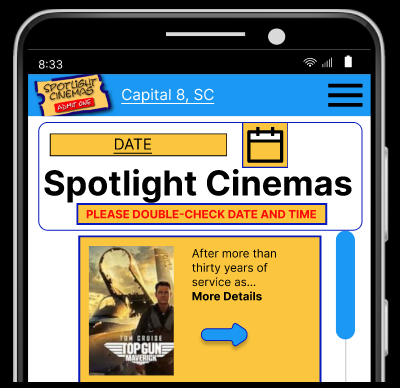 8:33
SPOTLIGHT
CINEMAS
ADMIT ONE
Capital 8, SC
DATE
Spotlight Cinemas
PLEASE DOUBLE-CHECK DATE AND TIME
After more than
thirty years of
service as...
More Details
TOM CRUISE
TOP GUN
MAVERICK